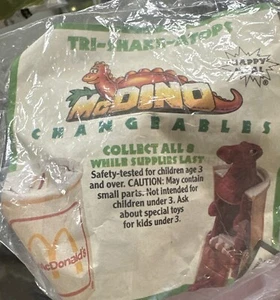 TRI-SHAKE-ATOPS
HAPPY
MEAL
®
McDINO
CHANGEABLES
COLLECT ALL 8
WHILE SUPPLIES LAST
Safety-tested for children age 3
and over. CAUTION: May contain
small parts. Not intended for
children under 3. Ask
about special toys
for kids under 3.
McDonald's